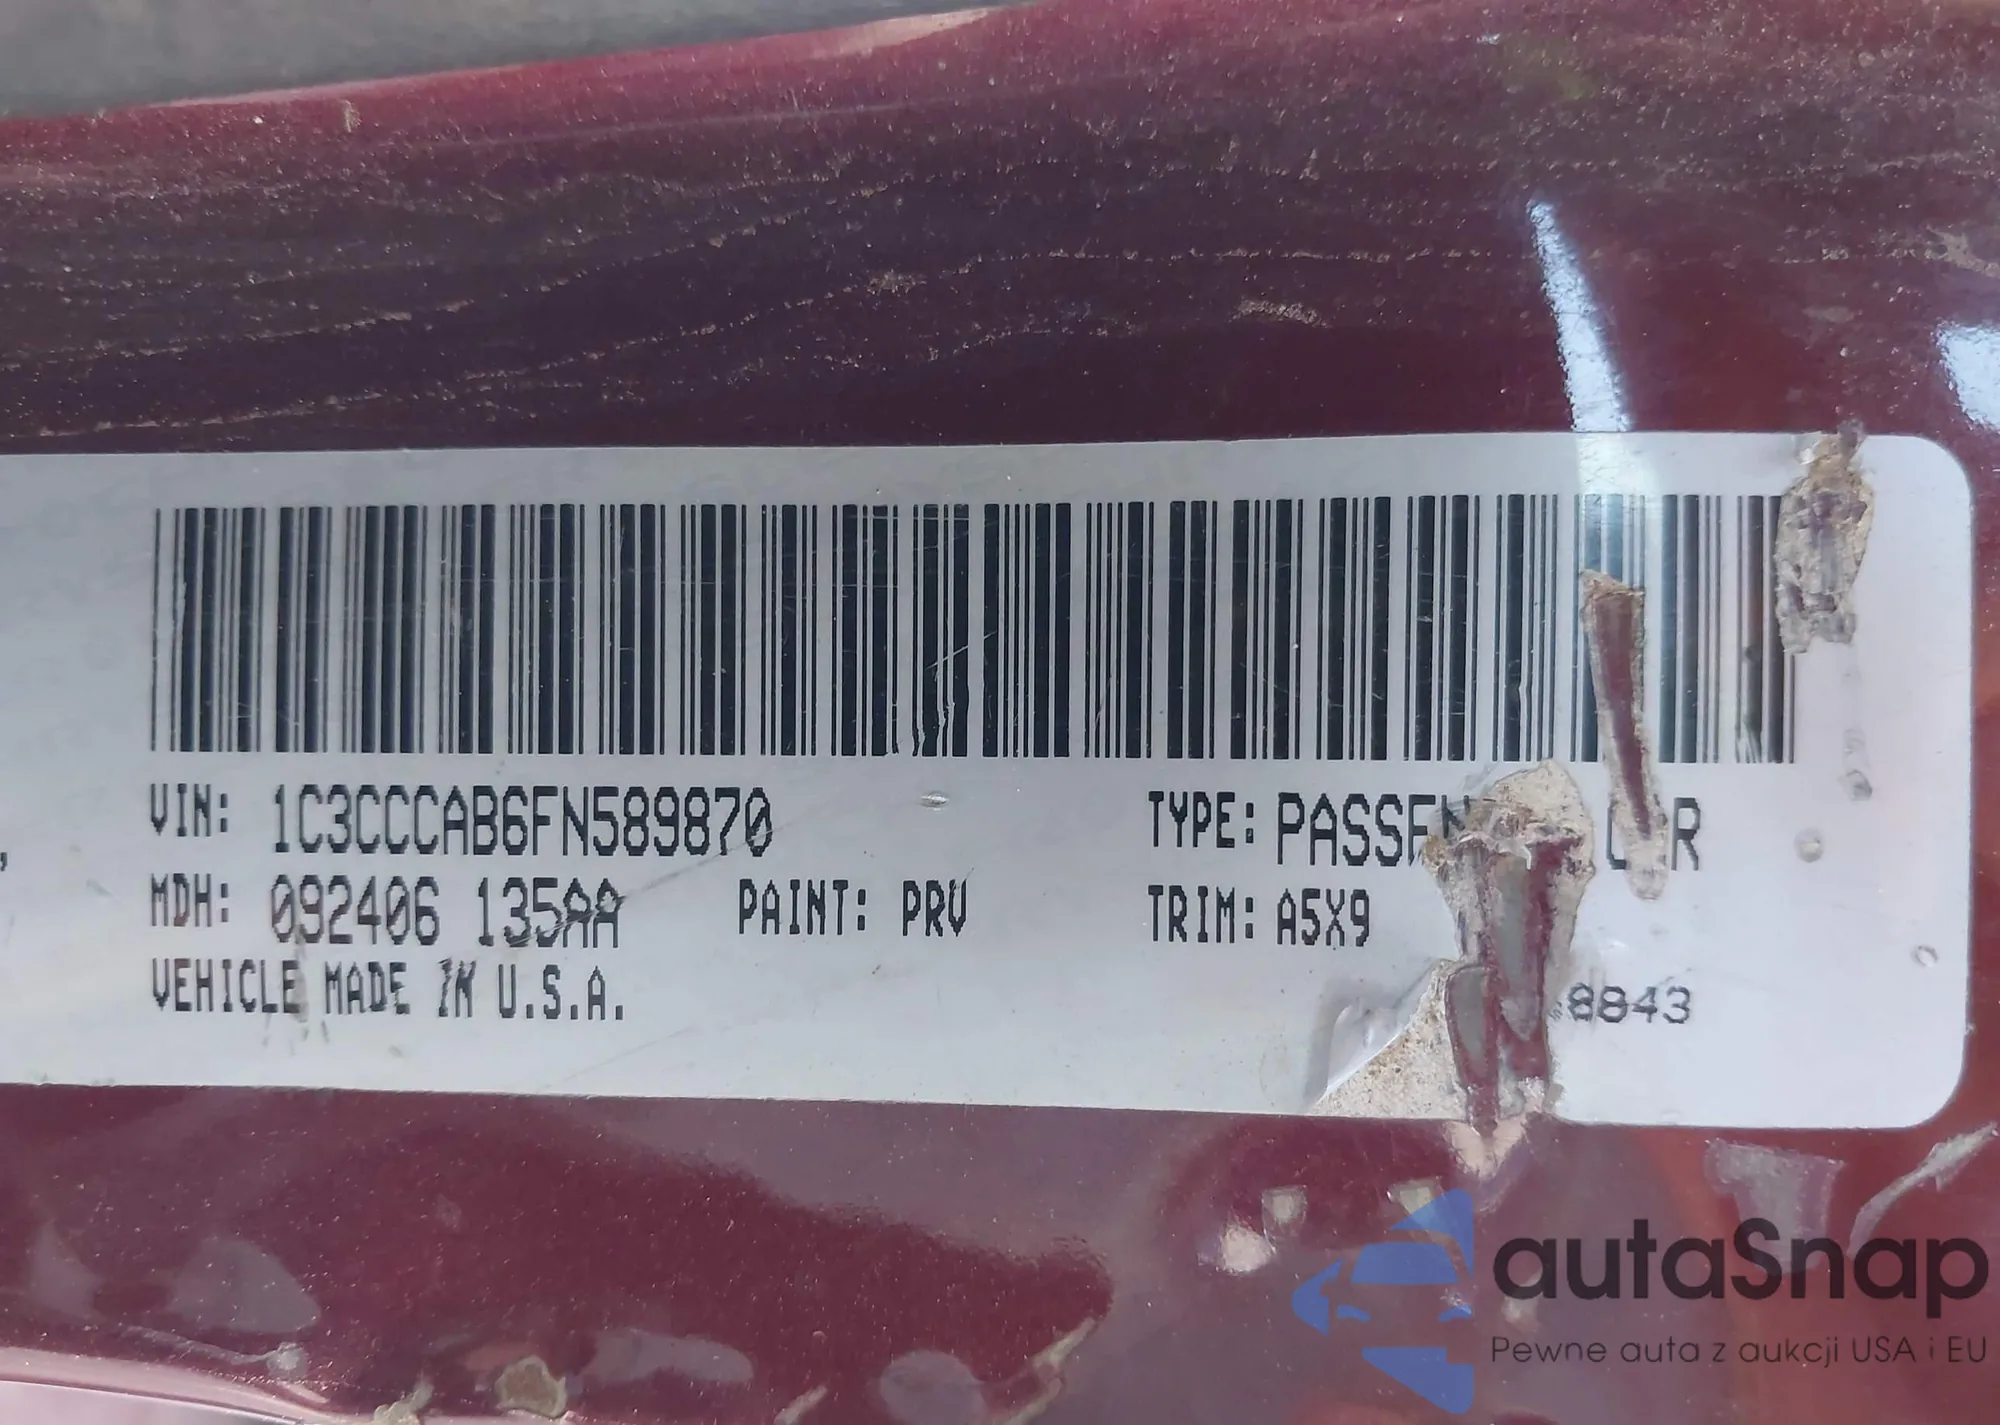 VIN: 1C3CCCAB6FN589870
TYPE: PASSEN CAR
MDH: 092406 135AA PAINT: PRV TRIM: A5X9
VEHICLE MADE IN U.S.A.
8843
autaSnap
Pewne auta z aukcji USA i EU